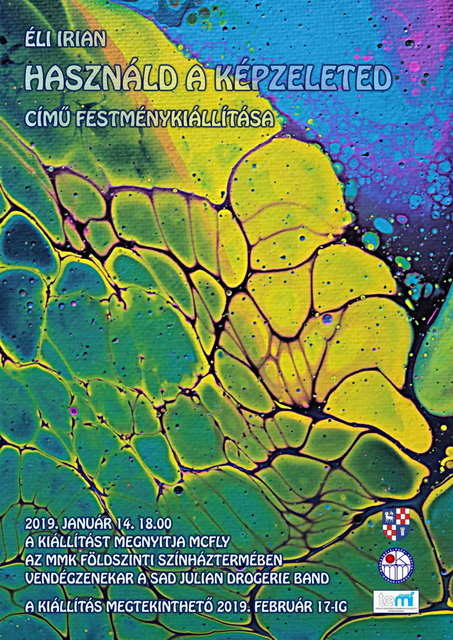 ÉLI IRIAN
HASZNÁLD A KÉPZELETED
CÍMŰ FESTMÉNYKIÁLLÍTÁSA
2019. JANUÁR 14. 18.00
A KIÁLLÍTÁST MEGNYITJA MCFLY
AZ MMK FÖLDSZINTI SZÍNHÁZTERMÉBEN
VENDÉGZENEKAR A SAD JULIAN DROGERIE BAND
A KIÁLLÍTÁS MEGTEKINTHETŐ 2019. FEBRUÁR 17-IG